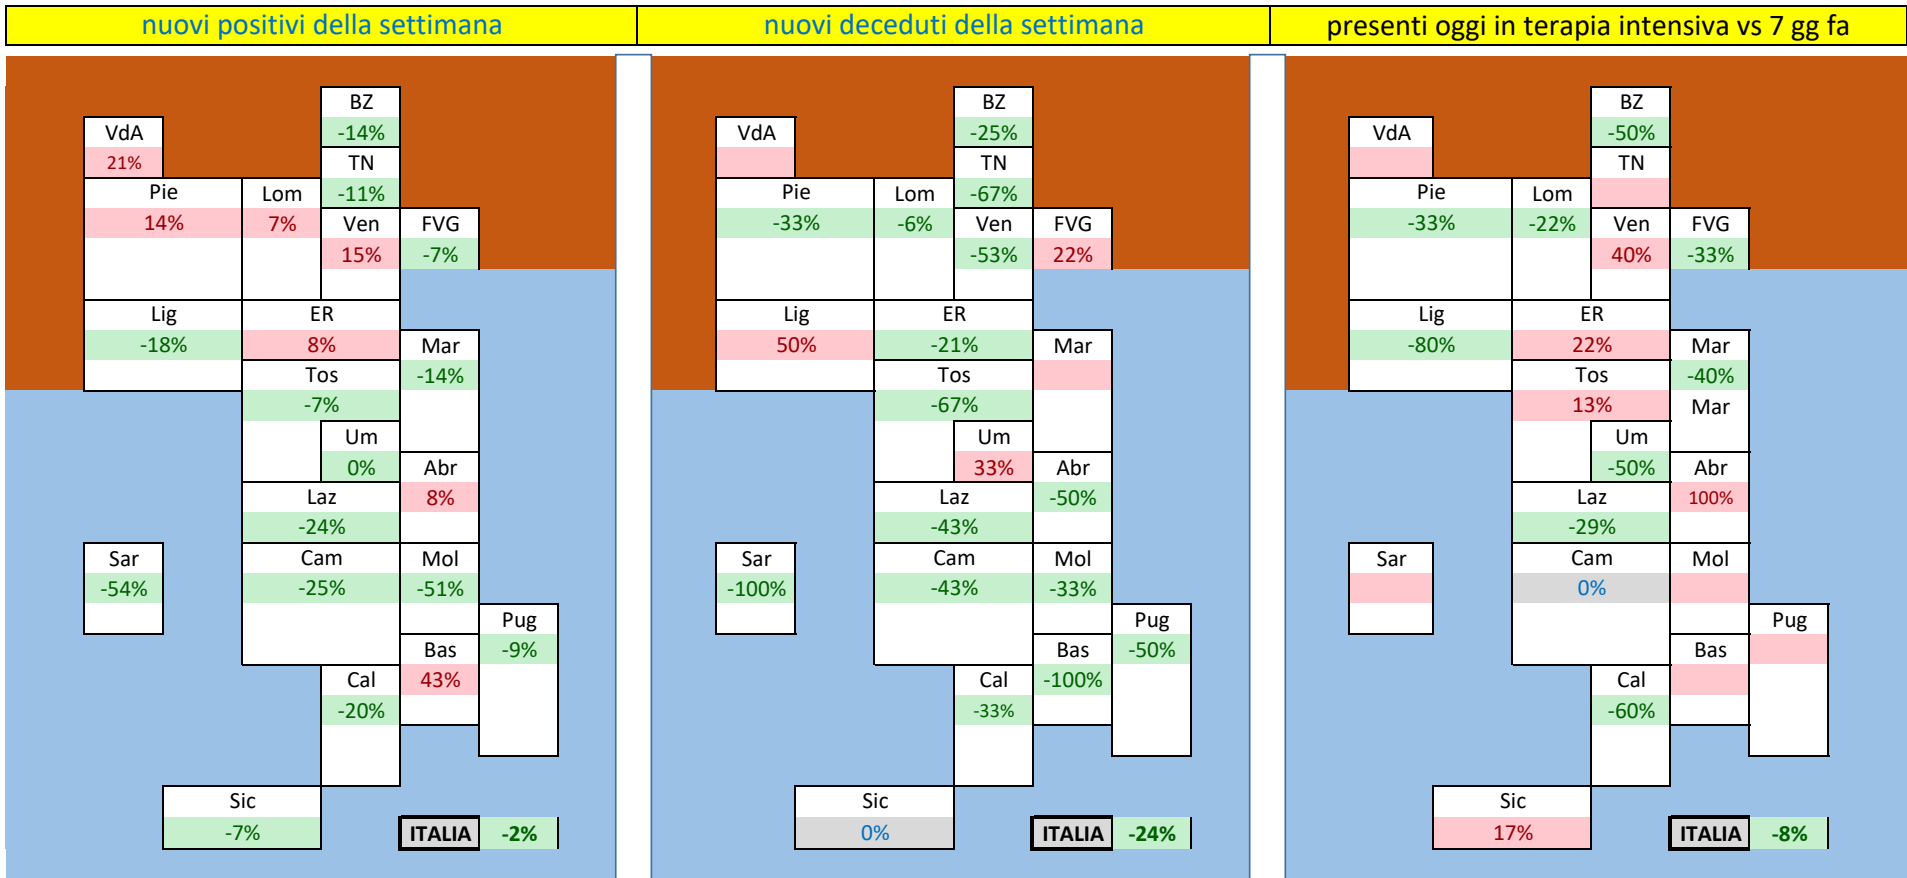 nuovi positivi della settimana
BZ
VdA -14%
21% TN
Pie Lom -11%
14% 7% Ven FVG
15% -7%
Lig ER
-18% 8% Mar
Tos -14%
-7%
Um
0% Abr
Laz 8%
-24%
Sar Cam Mol
-54% -25% -51%
Pug
Bas -9%
Cal 43%
-20%
Sic
-7% ITALIA -2%
nuovi deceduti della settimana
BZ
VdA -25%
TN
Pie Lom -67%
-33% -6% Ven FVG
-53% 22%
Lig ER
50% -21% Mar
Tos
-67%
Um
33% Abr
Laz -50%
-43%
Sar Cam Mol
-100% -43% -33%
Pug
Bas -50%
Cal -100%
-33%
Sic
0% ITALIA -24%
presenti oggi in terapia intensiva vs 7 gg fa
BZ
VdA -50%
TN
Pie Lom
-33% -22% Ven FVG
40% -33%
Lig ER
-80% 22% Mar
Tos -40%
13% Mar
Um
-50% Abr
Laz 100%
-29%
Sar Cam Mol
0%
Pug
Bas
Cal
-60%
Sic
17% ITALIA -8%